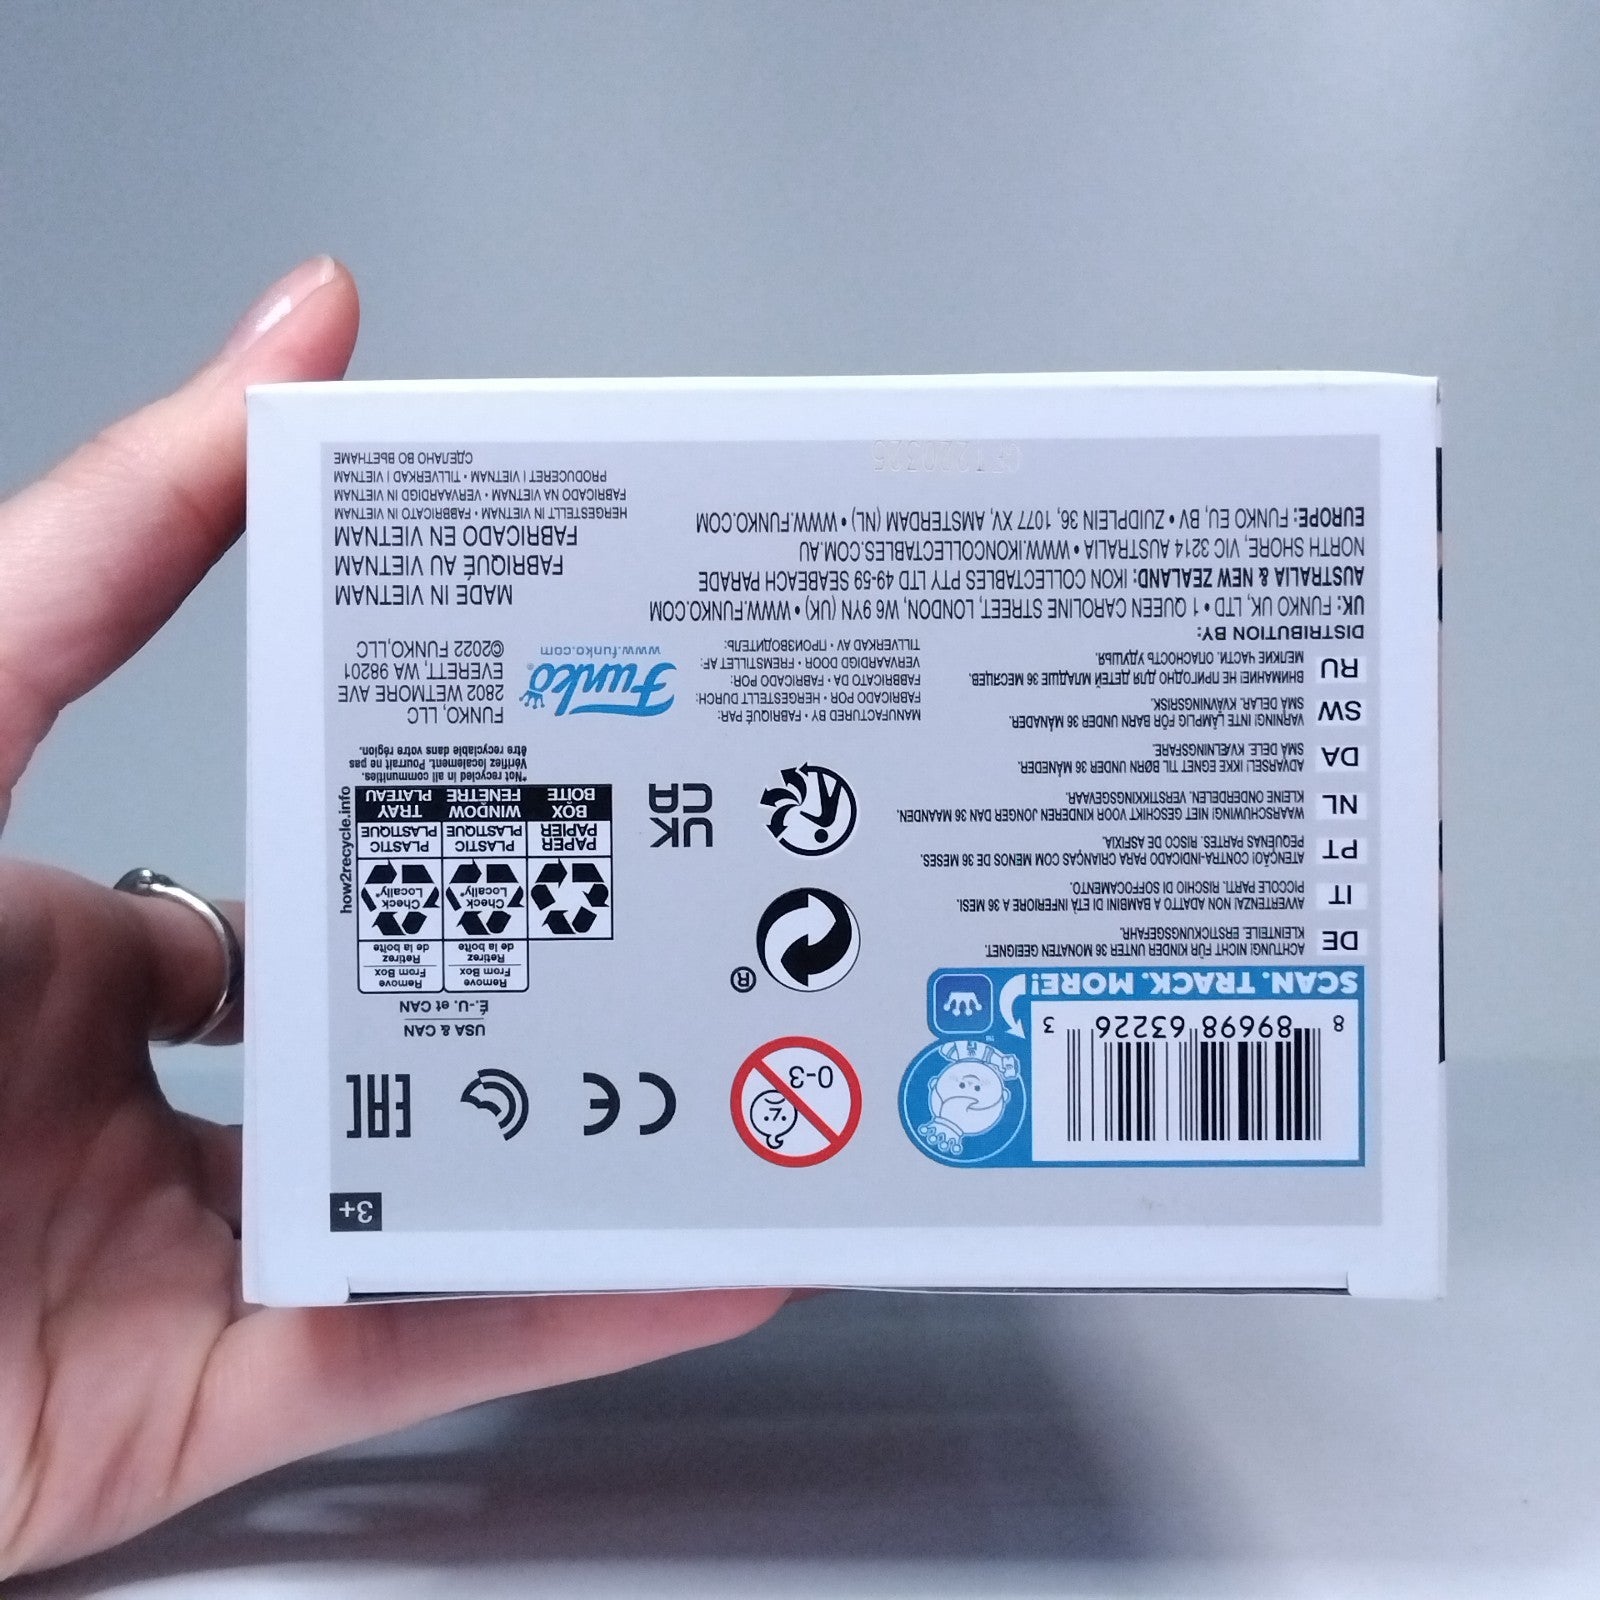 3+
8 89698 63226 3
SCAN. TRACK. MORE!
TM
0-3
CE
EAC
USA & CAN
É.-U. et CAN
Remove
From Box
Retirez
de la boîte
Remove
From Box
Retirez
de la boîte
Check
Locally*
Check
Locally*
PAPER
PAPIER
BOX
BOÎTE
PLASTIC
PLASTIQUE
WINDOW
FENÊTRE
PLASTIC
PLASTIQUE
TRAY
PLATEAU
how2recycle.info
*Not recycled in all communities.
Vérifiez localement. Pourrait ne pas
être recyclable dans votre région.
®
UK
CA
DE
ACHTUNG! NICHT FÜR KINDER UNTER 36 MONATEN GEEIGNET.
KLEINTEILE. ERSTICKUNGSGEFAHR.
IT
AVVERTENZA! NON ADATTO A BAMBINI DI ETÀ INFERIORE A 36 MESI.
PICCOLE PARTI. RISCHIO DI SOFFOCAMENTO.
PT
ATENÇÃO! CONTRA-INDICADO PARA CRIANÇAS COM MENOS DE 36 MESES.
PEQUENAS PARTES. RISCO DE ASFIXIA.
NL
WAARSCHUWING! NIET GESCHIKT VOOR KINDEREN JONGER DAN 36 MAANDEN.
KLEINE ONDERDELEN. VERSTIKKINGSGEVAAR.
DA
ADVARSEL! IKKE EGNET TIL BØRN UNDER 36 MÅNEDER.
SMÅ DELE. KVÆLNINGSFARE.
SW
VARNING! INTE LÄMPLIG FÖR BARN UNDER 36 MÅNADER.
SMÅ DELAR. KVÄVNINGSRISK.
RU
ВНИМАНИЕ! НЕ ПРИГОДНО ДЛЯ ДЕТЕЙ МЛАДШЕ 36 МЕСЯЦЕВ.
МЕЛКИЕ ЧАСТИ. ОПАСНОСТЬ УДУШЬЯ.
MANUFACTURED BY • FABRIQUÉ PAR:
FABRICADO POR • HERGESTELLT DURCH:
FABRICATO DA • FABRICADO POR:
VERVAARDIGD DOOR • FREMSTILLET AF:
TILLVERKAD AV • ПРОИЗВОДИТЕЛЬ:
Funko®
www.funko.com
FUNKO, LLC
2802 WETMORE AVE
EVERETT, WA 98201
©2022 FUNKO,LLC
DISTRIBUTION BY:
UK: FUNKO UK, LTD • 1 QUEEN CAROLINE STREET, LONDON, W6 9YN (UK) • WWW.FUNKO.COM
AUSTRALIA & NEW ZEALAND: IKON COLLECTABLES PTY LTD 49-59 SEABEACH PARADE
NORTH SHORE, VIC 3214 AUSTRALIA • WWW.IKONCOLLECTABLES.COM.AU
EUROPE: FUNKO EU, BV • ZUIDPLEIN 36, 1077 XV, AMSTERDAM (NL) • WWW.FUNKO.COM
MADE IN VIETNAM
FABRIQUÉ AU VIETNAM
FABRICADO EN VIETNAM
HERGESTELLT IN VIETNAM • FABBRICATO IN VIETNAM
FABRICADO NA VIETNAM • VERVAARDIGD IN VIETNAM
PRODUCERET I VIETNAM • TILLVERKAD I VIETNAM
СДЕЛАНО ВО ВЬЕТНАМЕ